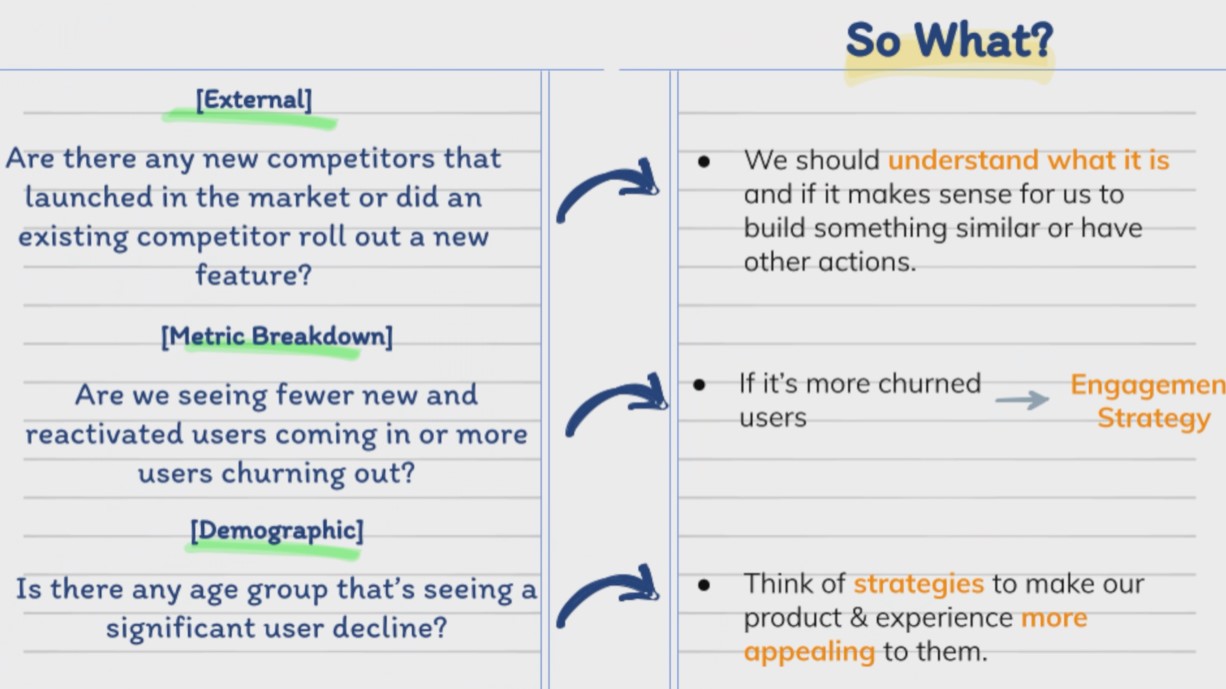 So What?
[External]
Are there any new competitors that
launched in the market or did an
existing competitor roll out a new
feature?
• We should understand what it is
and if it makes sense for us to
build something similar or have
other actions.
[Metric Breakdown]
Are we seeing fewer new and
reactivated users coming in or more
users churning out?
• If it's more churned
users
Engagemen
Strategy
[Demographic]
Is there any age group that's seeing a
significant user decline?
• Think of strategies to make our
product & experience more
appealing to them.